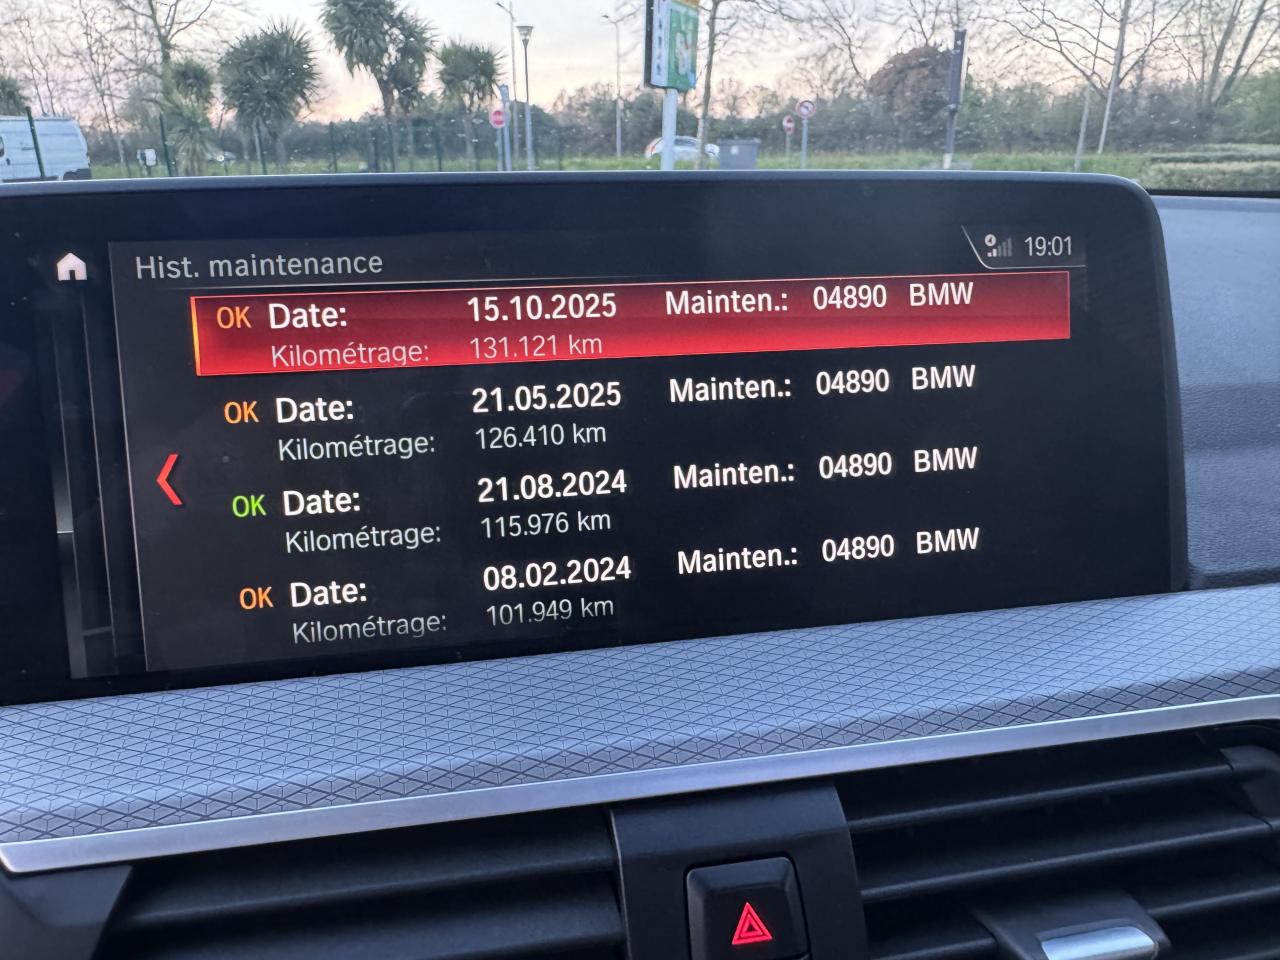 Hist. maintenance
19:01
OK Date: 15.10.2025 Mainten.: 04890 BMW
Kilométrage: 131.121 km
OK Date: 21.05.2025 Mainten.: 04890 BMW
Kilométrage: 126.410 km
OK Date: 21.08.2024 Mainten.: 04890 BMW
Kilométrage: 115.976 km
OK Date: 08.02.2024 Mainten.: 04890 BMW
Kilométrage: 101.949 km